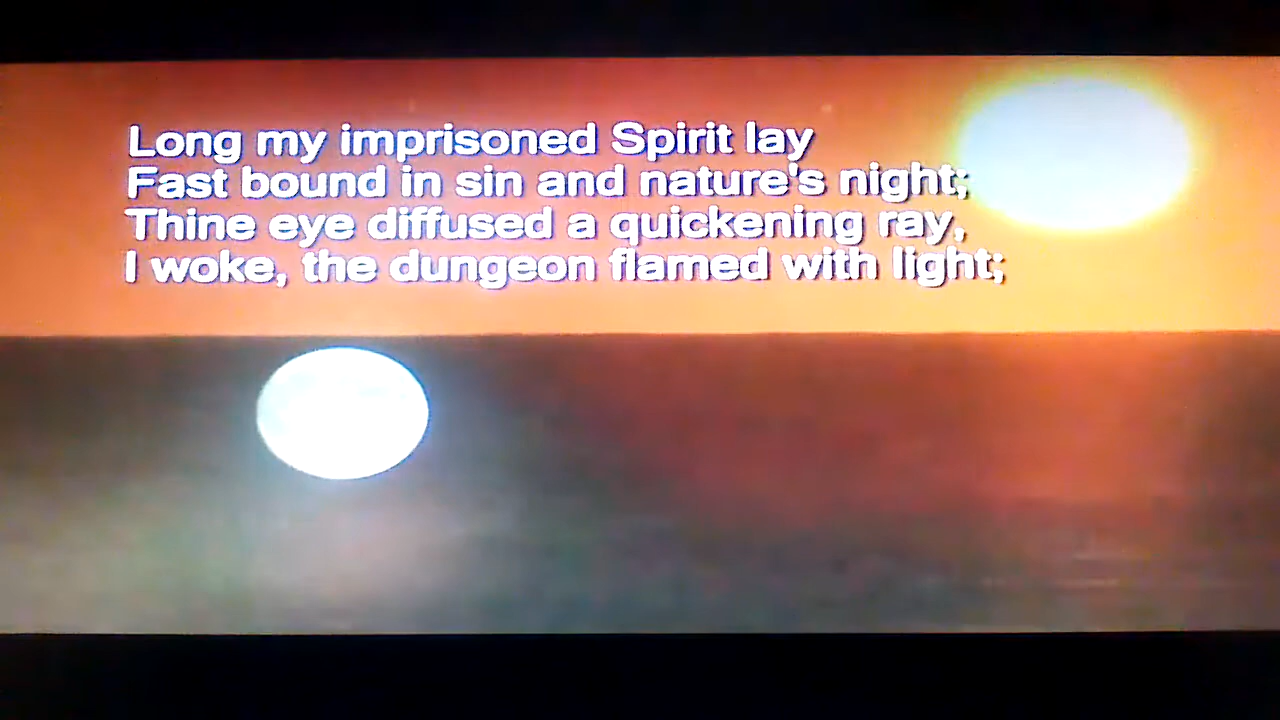 Long my imprisoned Spirit lay
Fast bound in sin and nature's night;
Thine eye diffused a quickening ray,
I woke, the dungeon flamed with light;